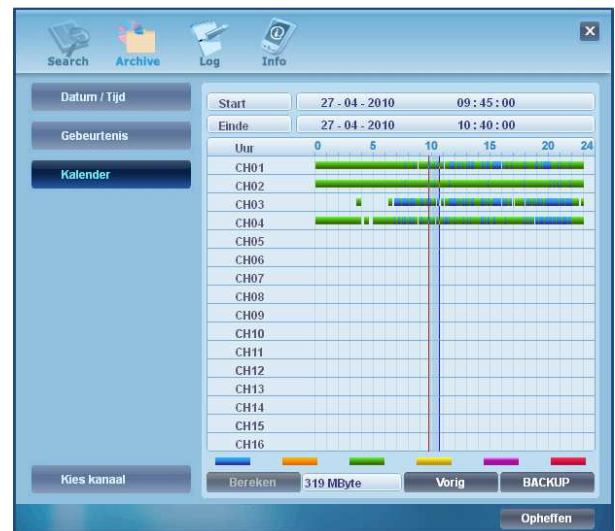 Search Archive Log Info
Datum / Tijd
Gebeurtenis
Kalender
Kies kanaal
Start 27 - 04 - 2010 09 : 45 : 00
Einde 27 - 04 - 2010 10 : 40 : 00
Uur 0 5 10 15 20 24
CH01
CH02
CH03
CH04
CH05
CH06
CH07
CH08
CH09
CH10
CH11
CH12
CH13
CH14
CH15
CH16
Bereken 319 MByte Vorig BACKUP
Opheffen